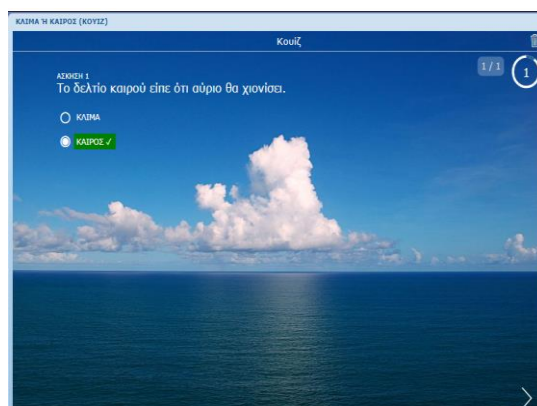 ΚΛΙΜΑ Ή ΚΑΙΡΟΣ (ΚΟΥΙΖ)
Κουίζ
1 / 1
1
ΑΣΚΗΣΗ 1
Το δελτίο καιρού είπε ότι αύριο θα χιονίσει.
ΚΛΙΜΑ
ΚΑΙΡΟΣ ✓